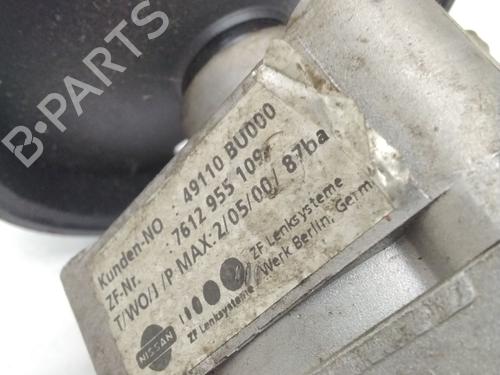 B-PARTS
Kunden-NO : 49110 BU000
ZF-Nr. : 7612 955 109
T/WO/J /P MAX.: 2/05/00/ 87ba
NISSAN
ZF Lenksysteme
ZF Lenksysteme
Werk Berlin, Germ